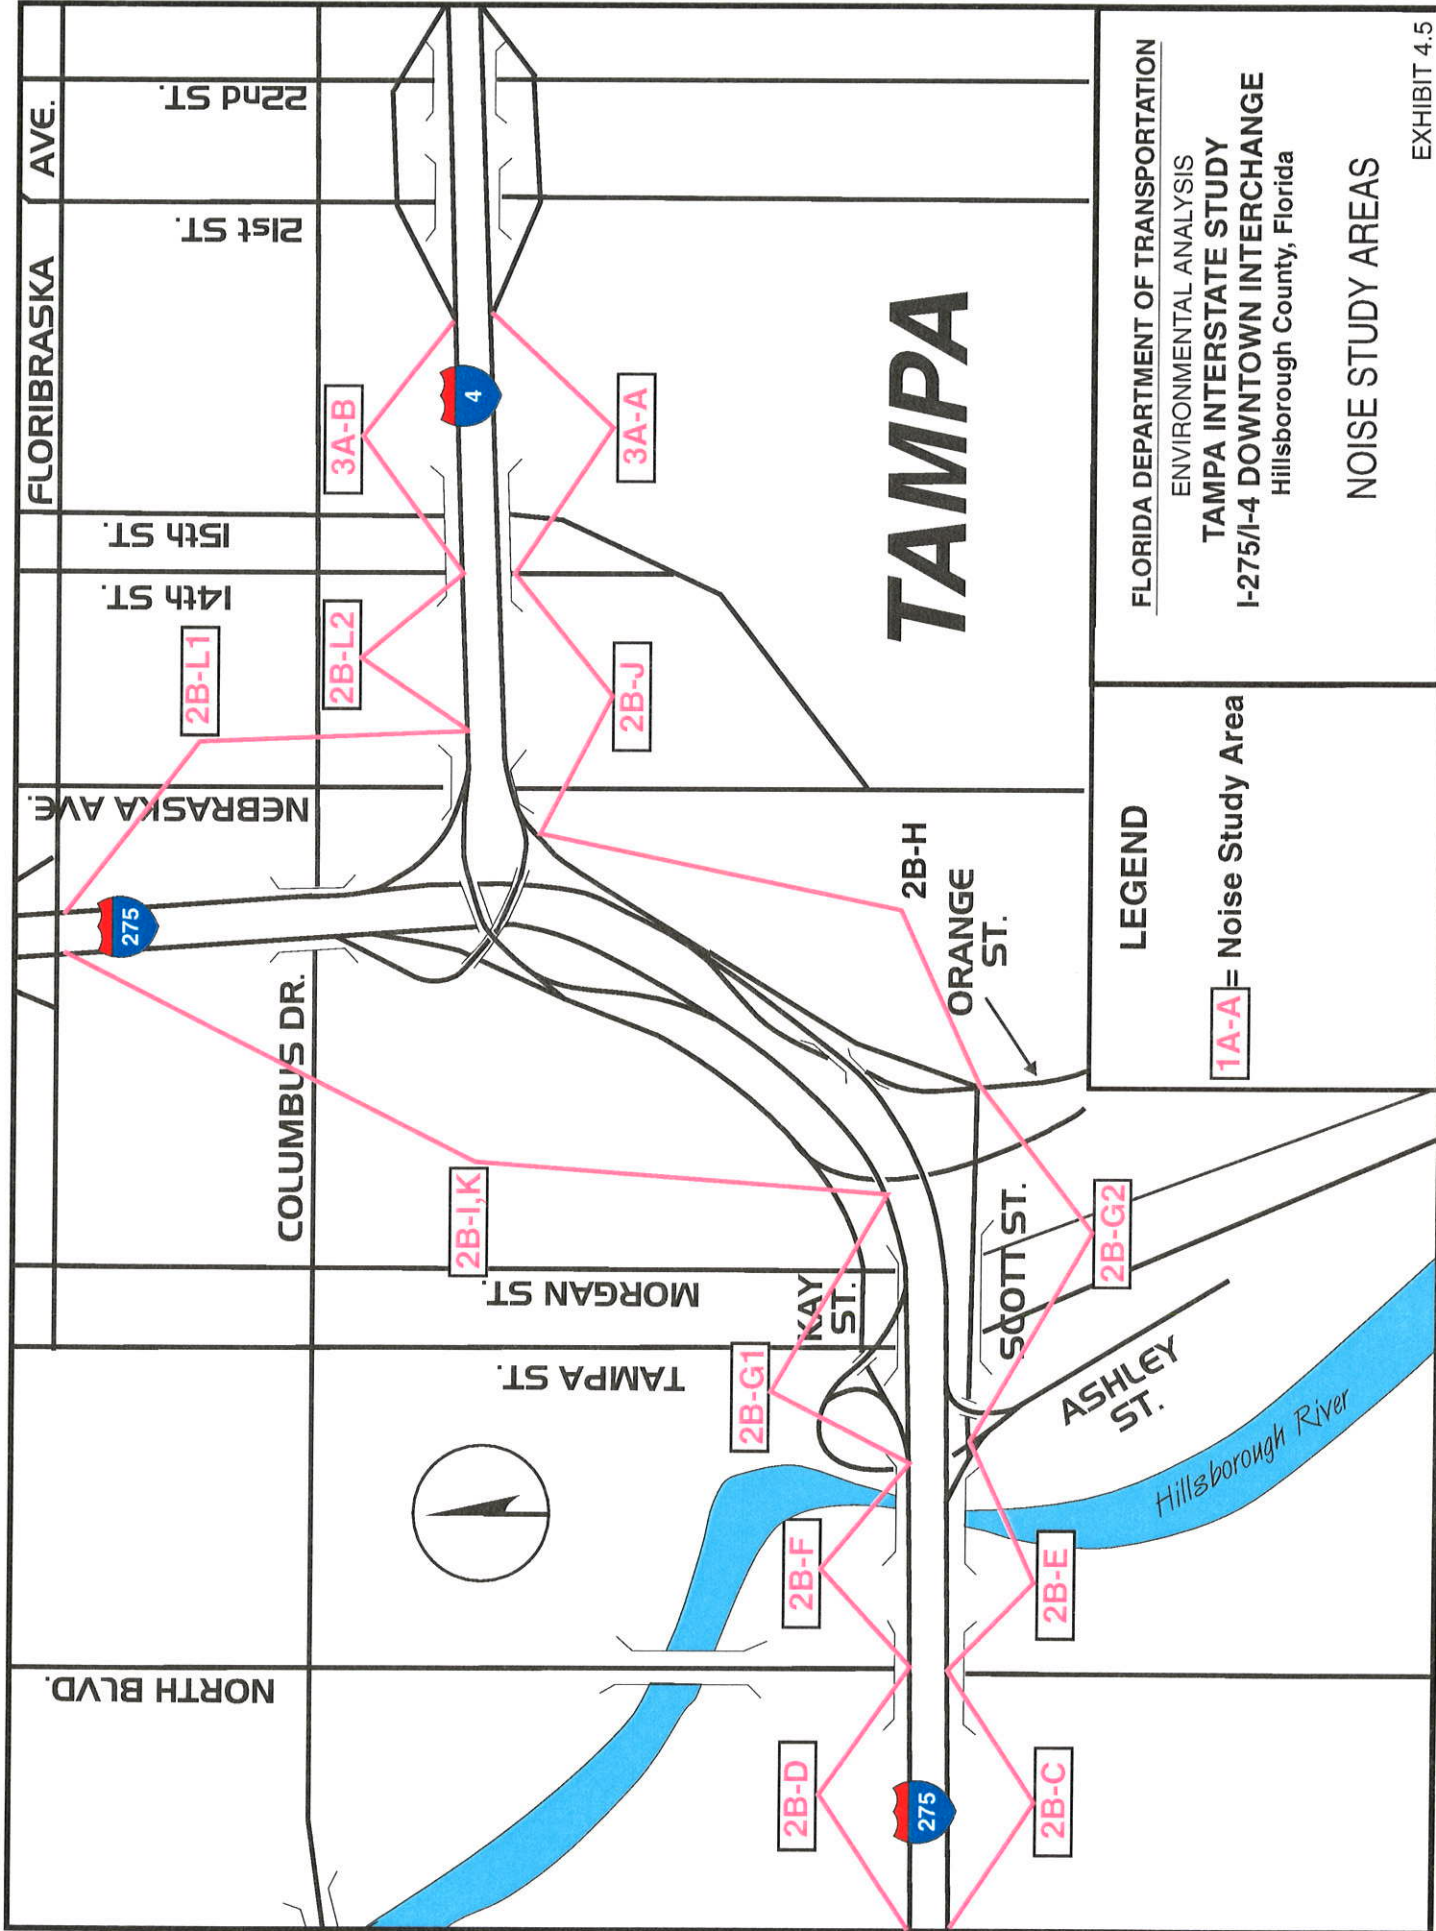 FLORIBRASKA
AVE.
22nd ST.
21st ST.
15th ST.
14th ST.
NEBRASKA AVE.
COLUMBUS DR.
MORGAN ST.
TAMPA ST.
NORTH BLVD.
KAY
ST.
SCOTT ST.
ASHLEY
ST.
ORANGE
ST.
Hillsborough River
TAMPA
275
275
4
2B-D
2B-C
2B-F
2B-E
2B-G1
2B-G2
2B-I,K
2B-H
2B-L1
2B-L2
2B-J
3A-B
3A-A
LEGEND
1A-A = Noise Study Area
FLORIDA DEPARTMENT OF TRANSPORTATION
ENVIRONMENTAL ANALYSIS
TAMPA INTERSTATE STUDY
I-275/I-4 DOWNTOWN INTERCHANGE
Hillsborough County, Florida
NOISE STUDY AREAS
EXHIBIT 4.5